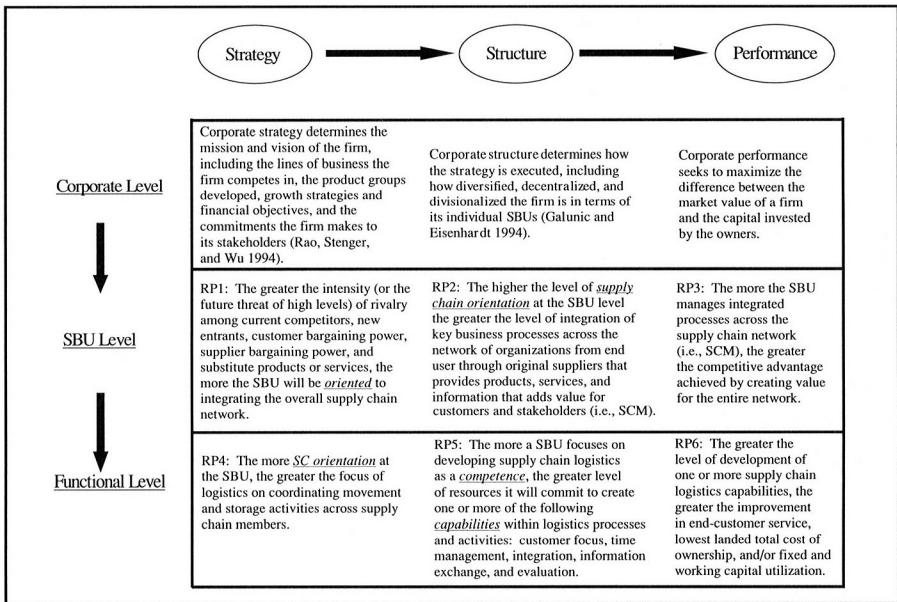 Strategy
Structure
Performance
Corporate Level
Corporate strategy determines the
mission and vision of the firm,
including the lines of business the
firm competes in, the product groups
developed, growth strategies and
financial objectives, and the
commitments the firm makes to
its stakeholders (Rao, Stenger,
and Wu 1994).
Corporate structure determines how
the strategy is executed, including
how diversified, decentralized, and
divisionalized the firm is in terms of
its individual SBUs (Galunic and
Eisenhardt 1994).
Corporate performance
seeks to maximize the
difference between the
market value of a firm
and the capital invested
by the owners.
SBU Level
RP1: The greater the intensity (or the
future threat of high levels) of rivalry
among current competitors, new
entrants, customer bargaining power,
supplier bargaining power, and
substitute products or services, the
more the SBU will be oriented to
integrating the overall supply chain
network.
RP2: The higher the level of supply
chain orientation at the SBU level
the greater the level of integration of
key business processes across the
network of organizations from end
user through original suppliers that
provides products, services, and
information that adds value for
customers and stakeholders (i.e., SCM).
RP3: The more the SBU
manages integrated
processes across the
supply chain network
(i.e., SCM), the greater
the competitive advantage
achieved by creating value
for the entire network.
Functional Level
RP4: The more SC orientation at
the SBU, the greater the focus of
logistics on coordinating movement
and storage activities across supply
chain members.
RP5: The more a SBU focuses on
developing supply chain logistics
as a competence, the greater level
of resources it will commit to create
one or more of the following
capabilities within logistics processes
and activities: customer focus, time
management, integration, information
exchange, and evaluation.
RP6: The greater the
level of development of
one or more supply chain
logistics capabilities, the
greater the improvement
in end-customer service,
lowest landed total cost of
ownership, and/or fixed and
working capital utilization.